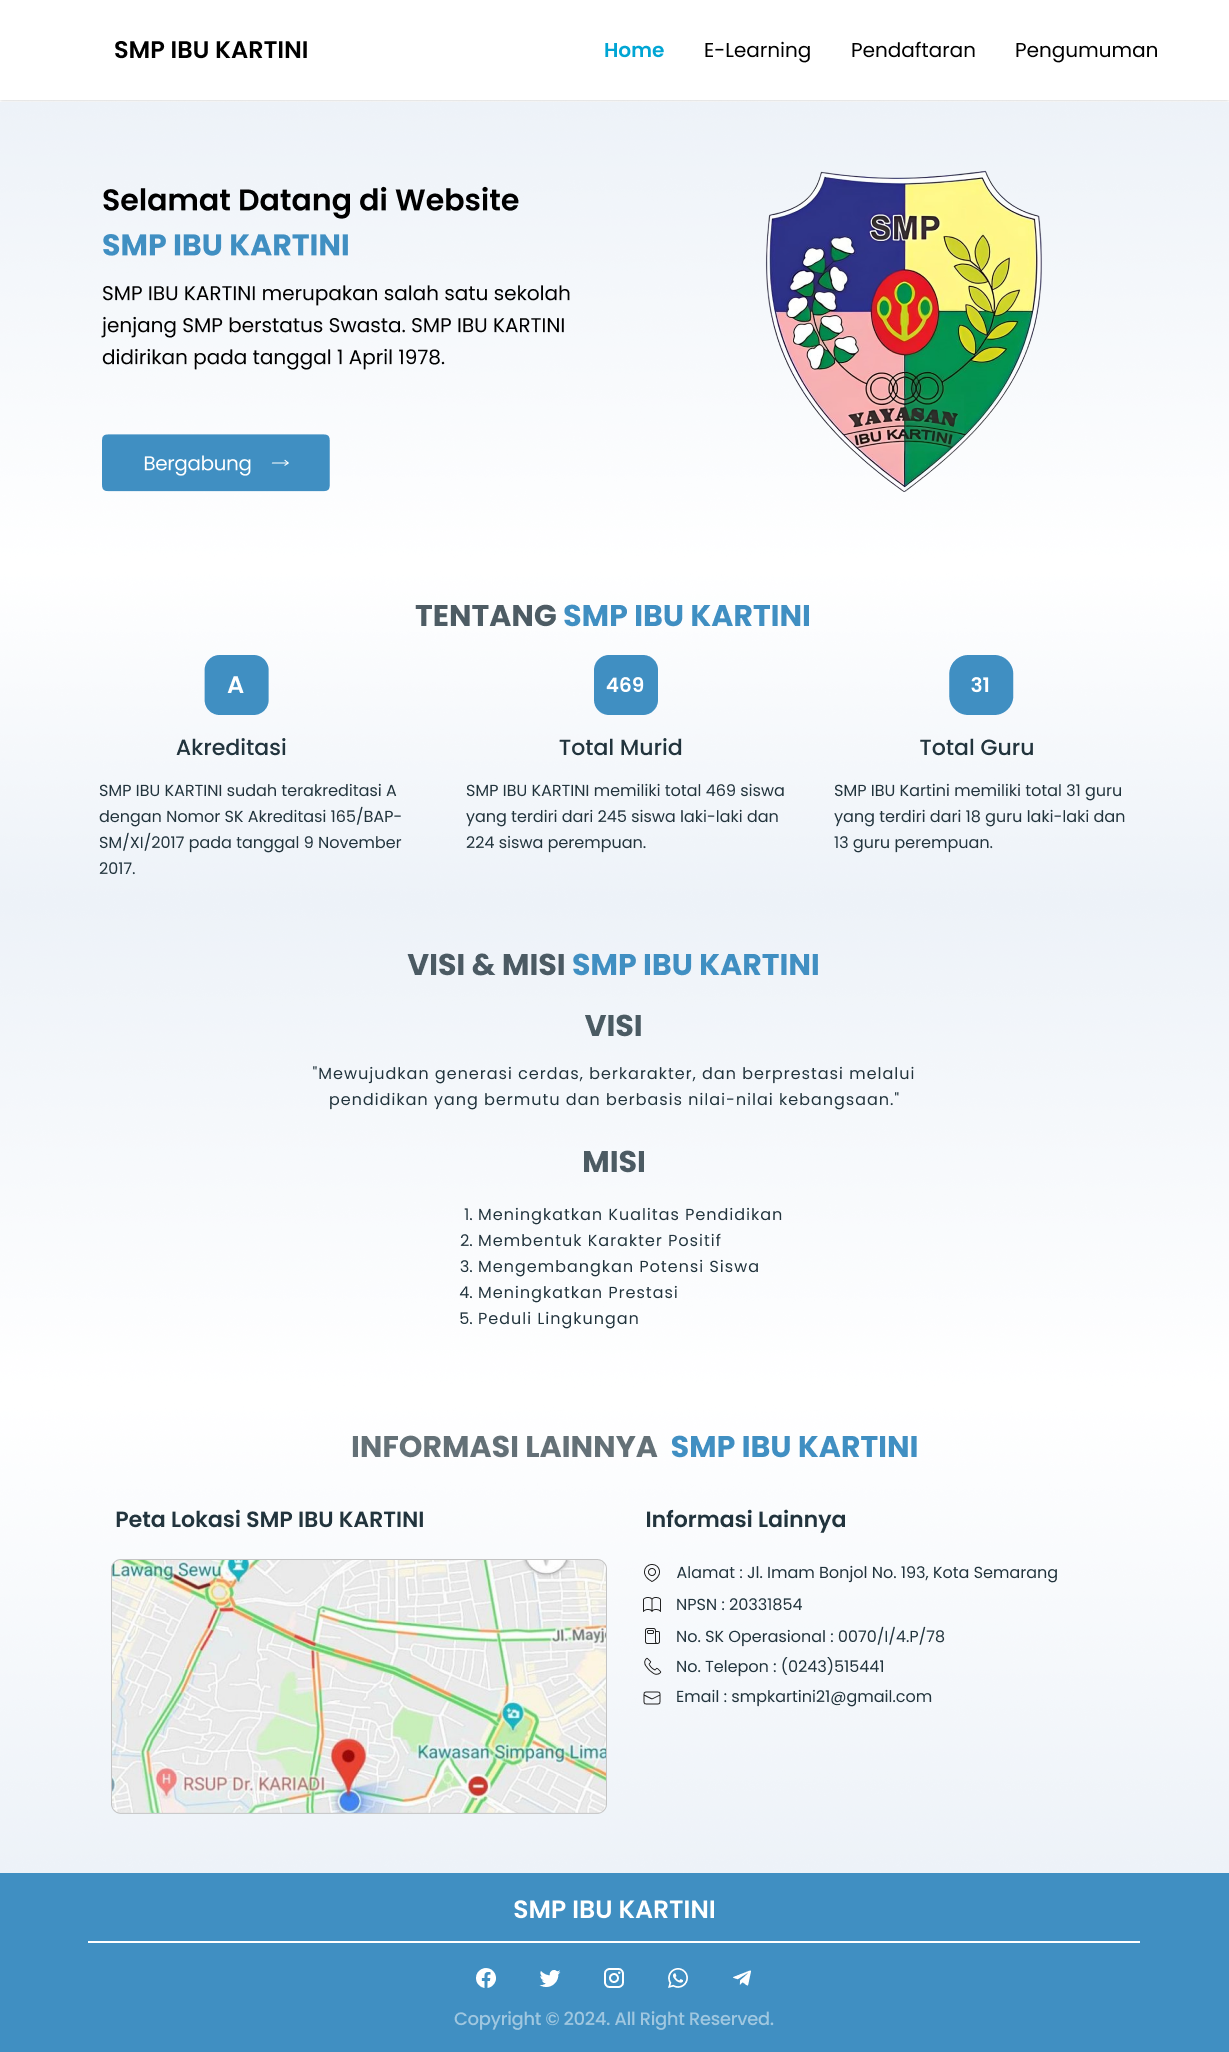 SMP IBU KARTINI
Home
E-Learning
Pendaftaran
Pengumuman
Selamat Datang di Website
SMP IBU KARTINI
SMP IBU KARTINI merupakan salah satu sekolah
jenjang SMP berstatus Swasta. SMP IBU KARTINI
didirikan pada tanggal 1 April 1978.
Bergabung →
SMP
YAYASAN
IBU KARTINI
TENTANG SMP IBU KARTINI
A
Akreditasi
SMP IBU KARTINI sudah terakreditasi A
dengan Nomor SK Akreditasi 165/BAP-
SM/XI/2017 pada tanggal 9 November
2017.
469
Total Murid
SMP IBU KARTINI memiliki total 469 siswa
yang terdiri dari 245 siswa laki-laki dan
224 siswa perempuan.
31
Total Guru
SMP IBU Kartini memiliki total 31 guru
yang terdiri dari 18 guru laki-laki dan
13 guru perempuan.
VISI & MISI SMP IBU KARTINI
VISI
"Mewujudkan generasi cerdas, berkarakter, dan berprestasi melalui
pendidikan yang bermutu dan berbasis nilai-nilai kebangsaan."
MISI
1. Meningkatkan Kualitas Pendidikan
2. Membentuk Karakter Positif
3. Mengembangkan Potensi Siswa
4. Meningkatkan Prestasi
5. Peduli Lingkungan
INFORMASI LAINNYA SMP IBU KARTINI
Peta Lokasi SMP IBU KARTINI
Lawang Sewu
Jl. Mayj
Kawasan Simpang Lima
H RSUP Dr. KARIADI
Informasi Lainnya
Alamat : Jl. Imam Bonjol No. 193, Kota Semarang
NPSN : 20331854
No. SK Operasional : 0070/I/4.P/78
No. Telepon : (0243)515441
Email : smpkartini21@gmail.com
SMP IBU KARTINI
Copyright © 2024. All Right Reserved.